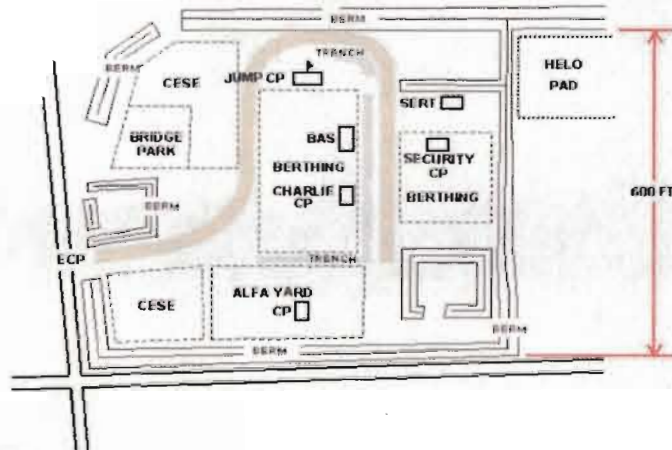 BERM
TRENCH
HELO
PAD
BERM
CESE
JUMP CP
SERT
BRIDGE
PARK
BAS
SECURITY
CP
BERTHING
CHARLIE
CP
BERTHING
600 FT
BERM
ECP
TRENCH
CESE
ALFA YARD
CP
BERM
BERM